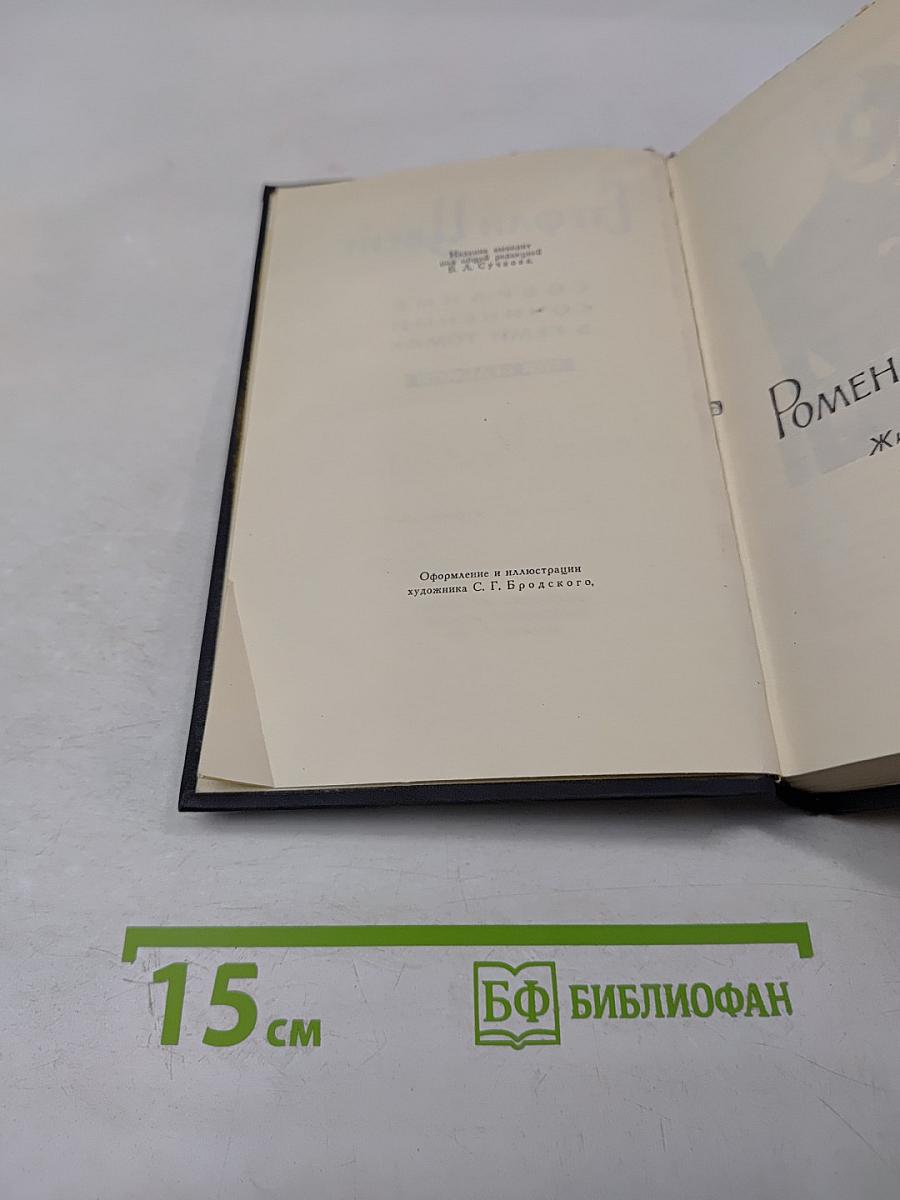 Издание выходит
под общей редакцией
Б. Л. Сучкова.
Оформление и иллюстрации
художника С. Г. Бродского.
РОМЕН
15 см
БФ БИБЛИОФАН